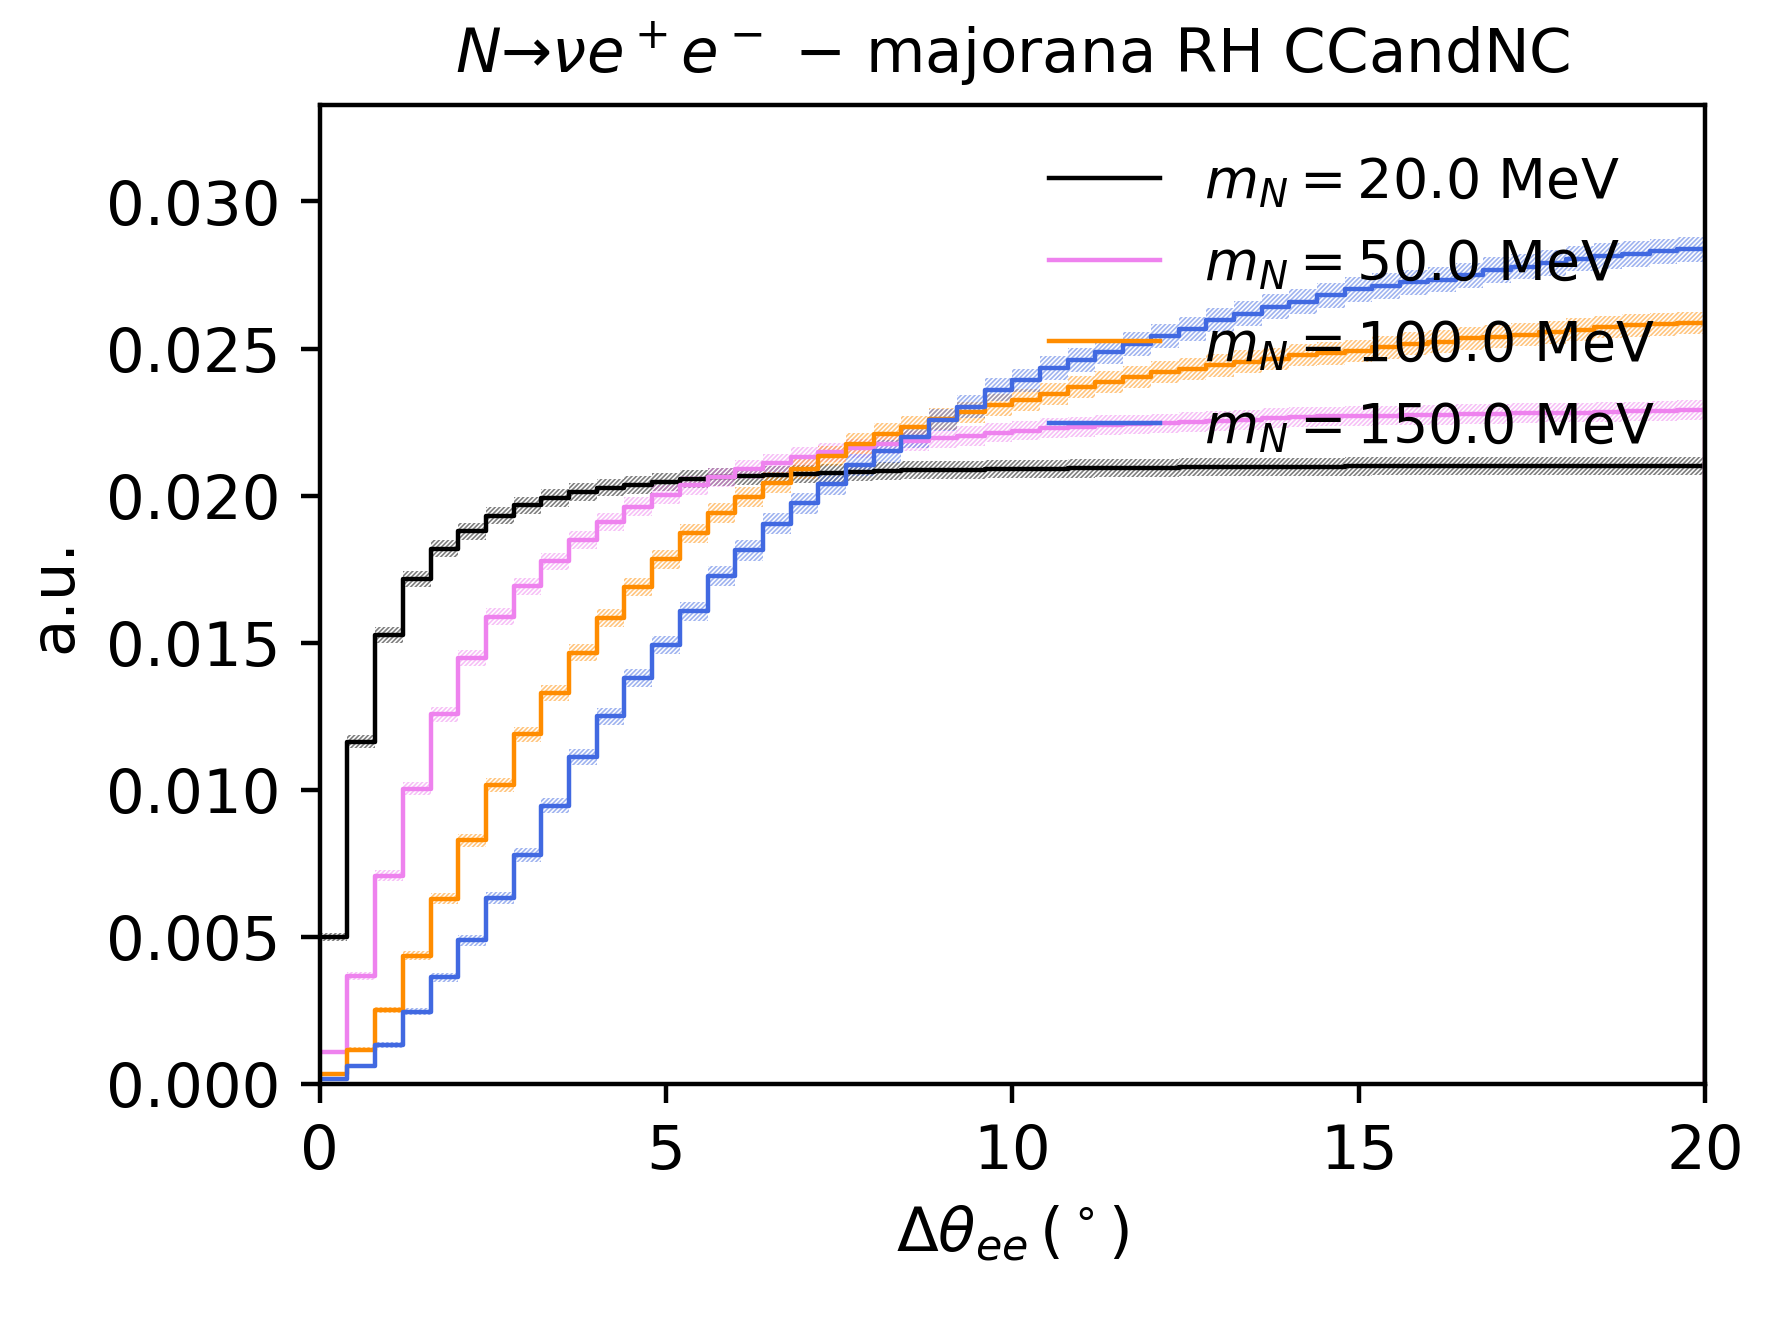 N→νe⁺e⁻ − majorana RH CCandNC
m_N = 20.0 MeV
m_N = 50.0 MeV
m_N = 100.0 MeV
m_N = 150.0 MeV
0.030
0.025
0.020
0.015
0.010
0.005
0.000
a.u.
0 5 10 15 20
Δθ_ee (°)